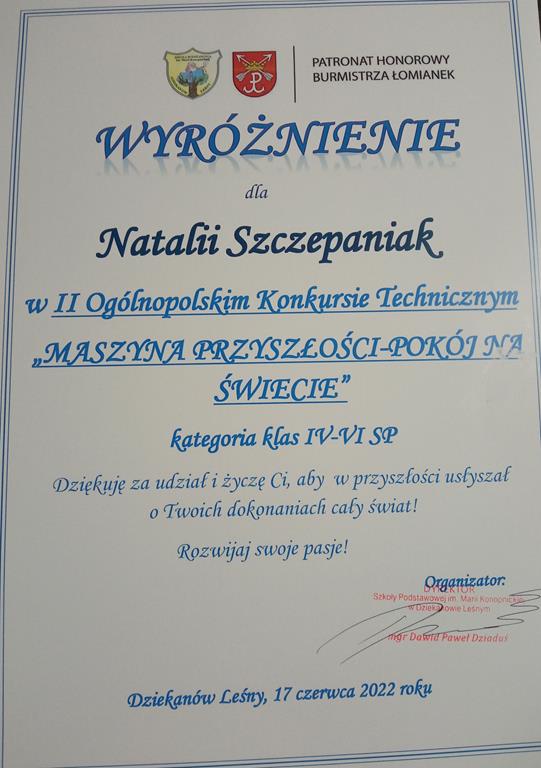 PATRONAT HONOROWY
BURMISTRZA ŁOMIANEK
WYRÓŻNIENIE
dla
Natalii Szczepaniak
w II Ogólnopolskim Konkursie Technicznym
„MASZYNA PRZYSZŁOŚCI-POKÓJ NA
ŚWIECIE”
kategoria klas IV-VI SP
Dziękuję za udział i życzę Ci, aby w przyszłości usłyszał
o Twoich dokonaniach cały świat!
Rozwijaj swoje pasje!
Organizator:
DYREKTOR
Szkoły Podstawowej im. Marii Konopnickiej
w Dziekanowie Leśnym
mgr Dawid Paweł Dziaduś
Dziekanów Leśny, 17 czerwca 2022 roku